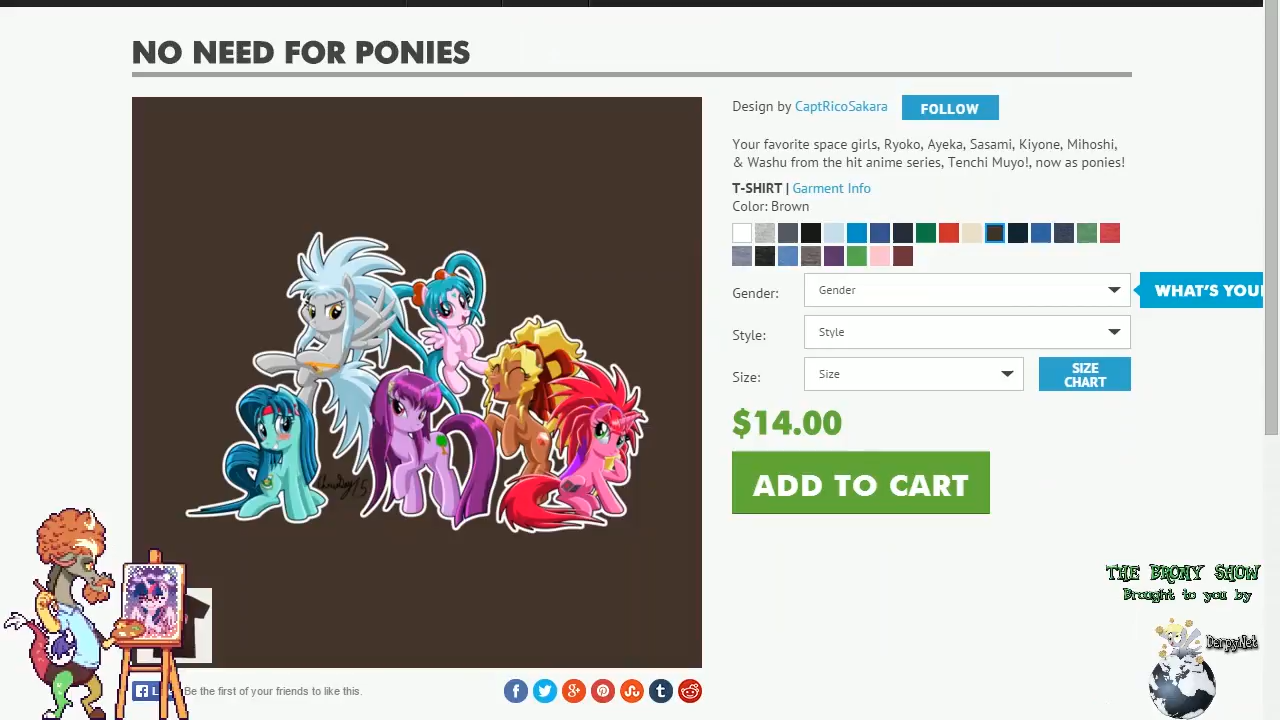 NO NEED FOR PONIES
Design by CaptRicoSakara
FOLLOW
Your favorite space girls, Ryoko, Ayeka, Sasami, Kiyone, Mihoshi,
& Washu from the hit anime series, Tenchi Muyo!, now as ponies!
T-SHIRT | Garment Info
Color: Brown
Gender:
Gender
WHAT'S YOU
Style:
Style
Size:
Size
SIZE
CHART
$14.00
ADD TO CART
THE BRONY SHOW
Brought to you by
DerpyNet
L
Be the first of your friends to like this.